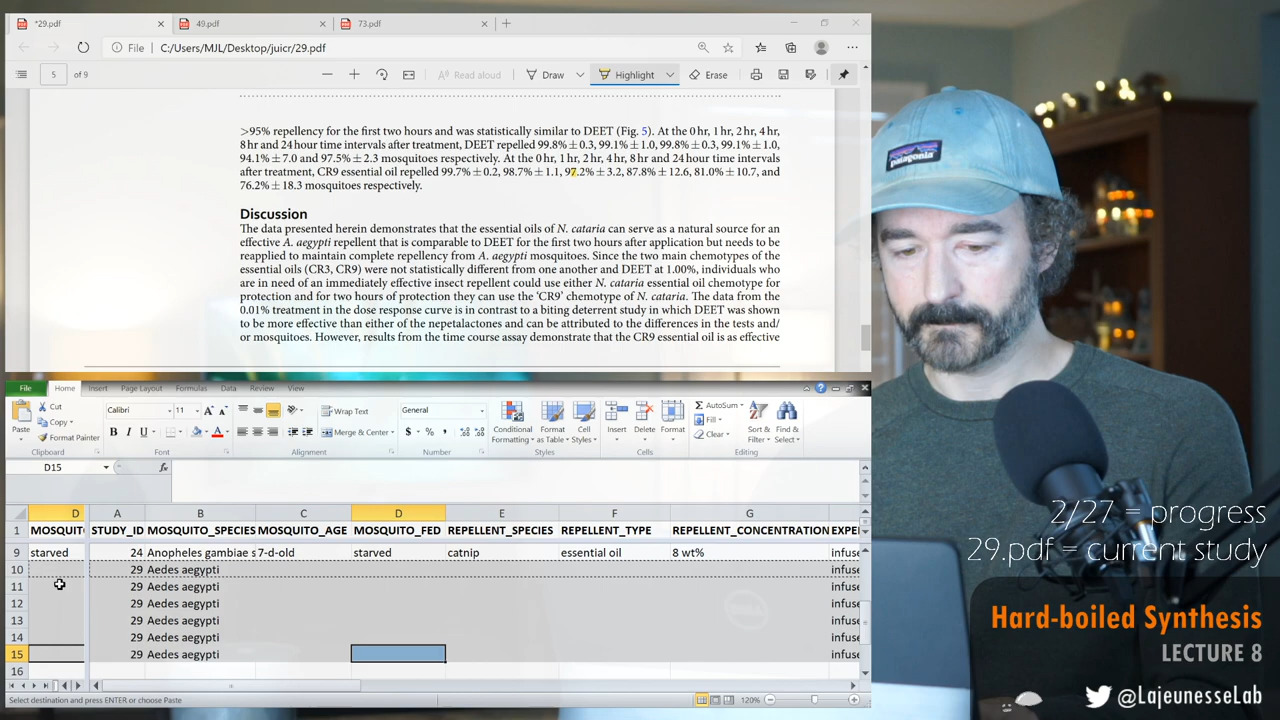 *29.pdf
49.pdf
73.pdf
File C:/Users/MJL/Desktop/juicr/29.pdf
5 of 9 Read aloud Draw Highlight Erase
>95% repellency for the first two hours and was statistically similar to DEET (Fig. 5). At the 0 hr, 1 hr, 2 hr, 4 hr,
8 hr and 24 hour time intervals after treatment, DEET repelled 99.8% ± 0.3, 99.1% ± 1.0, 99.8% ± 0.3, 99.1% ± 1.0,
94.1% ± 7.0 and 97.5% ± 2.3 mosquitoes respectively. At the 0 hr, 1 hr, 2 hr, 4 hr, 8 hr and 24 hour time intervals
after treatment, CR9 essential oil repelled 99.7% ± 0.2, 98.7% ± 1.1, 97.2% ± 3.2, 87.8% ± 12.6, 81.0% ± 10.7, and
76.2% ± 18.3 mosquitoes respectively.
Discussion
The data presented herein demonstrates that the essential oils of N. cataria can serve as a natural source for an
effective A. aegypti repellent that is comparable to DEET for the first two hours after application but needs to be
reapplied to maintain complete repellency from A. aegypti mosquitoes. Since the two main chemotypes of the
essential oils (CR3, CR9) were not statistically different from one another and DEET at 1.00%, individuals who
are in need of an immediately effective insect repellent could use either N. cataria essential oil chemotype for
protection and for two hours of protection they can use the 'CR9' chemotype of N. cataria. The data from the
0.01% treatment in the dose response curve is in contrast to a biting deterrent study in which DEET was shown
to be more effective than either of the nepetalactones and can be attributed to the differences in the tests and/
or mosquitoes. However, results from the time course assay demonstrate that the CR9 essential oil is as effective
patagonia
File Home Insert Page Layout Formulas Data Review View
Paste
Cut
Copy
Format Painter
Clipboard
Calibri 11
B I U
Font
Wrap Text
Merge & Center
Alignment
General
$ % ,
Number
Conditional Formatting
Format as Table
Cell Styles
Styles
Insert Delete Format
Cells
AutoSum
Fill
Clear
Sort & Filter
Find & Select
Editing
D15 fx
D A B C D E F G
1 MOSQUIT STUDY_ID MOSQUITO_SPECIES MOSQUITO_AGE MOSQUITO_FED REPELLENT_SPECIES REPELLENT_TYPE REPELLENT_CONCENTRATION EXPE
9 starved 24 Anopheles gambiae s 7-d-old starved catnip essential oil 8 wt% infuse
10 29 Aedes aegypti infuse
11 29 Aedes aegypti infuse
12 29 Aedes aegypti infuse
13 29 Aedes aegypti infuse
14 29 Aedes aegypti infuse
15 29 Aedes aegypti infuse
16
Select destination and press ENTER or choose Paste 120%
2/27 = progress
29.pdf = current study
Hard-boiled Synthesis
LECTURE 8
@LajeunesseLab